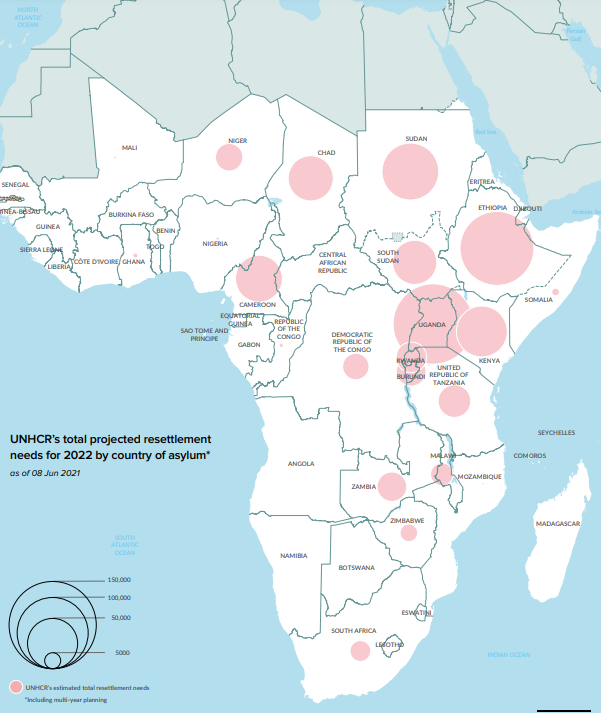 NORTH
ATLANTIC
OCEAN
Persian
Gulf
Red Sea
MALI
NIGER
CHAD
SUDAN
SENEGAL
ERITREA
GUINEA-BISSAU
BURKINA FASO
ETHIOPIA
DJIBOUTI
GUINEA
BENIN
NIGERIA
SIERRA LEONE
TOGO
CÔTE D'IVOIRE
GHANA
LIBERIA
CENTRAL
AFRICAN
REPUBLIC
SOUTH
SUDAN
SOMALIA
CAMEROON
EQUATORIAL
GUINEA
REPUBLIC
OF THE
CONGO
UGANDA
SAO TOME AND
PRINCIPE
GABON
DEMOCRATIC
REPUBLIC OF
THE CONGO
RWANDA
KENYA
BURUNDI
UNITED
REPUBLIC OF
TANZANIA
UNHCR's total projected resettlement
needs for 2022 by country of asylum*
as of 08 Jun 2021
SEYCHELLES
ANGOLA
MALAWI
COMOROS
ZAMBIA
MOZAMBIQUE
ZIMBABWE
MADAGASCAR
SOUTH
ATLANTIC
OCEAN
NAMIBIA
BOTSWANA
150,000
100,000
50,000
5000
ESWATINI
SOUTH AFRICA
LESOTHO
INDIAN OCEAN
UNHCR's estimated total resettlement needs
*Including multi-year planning